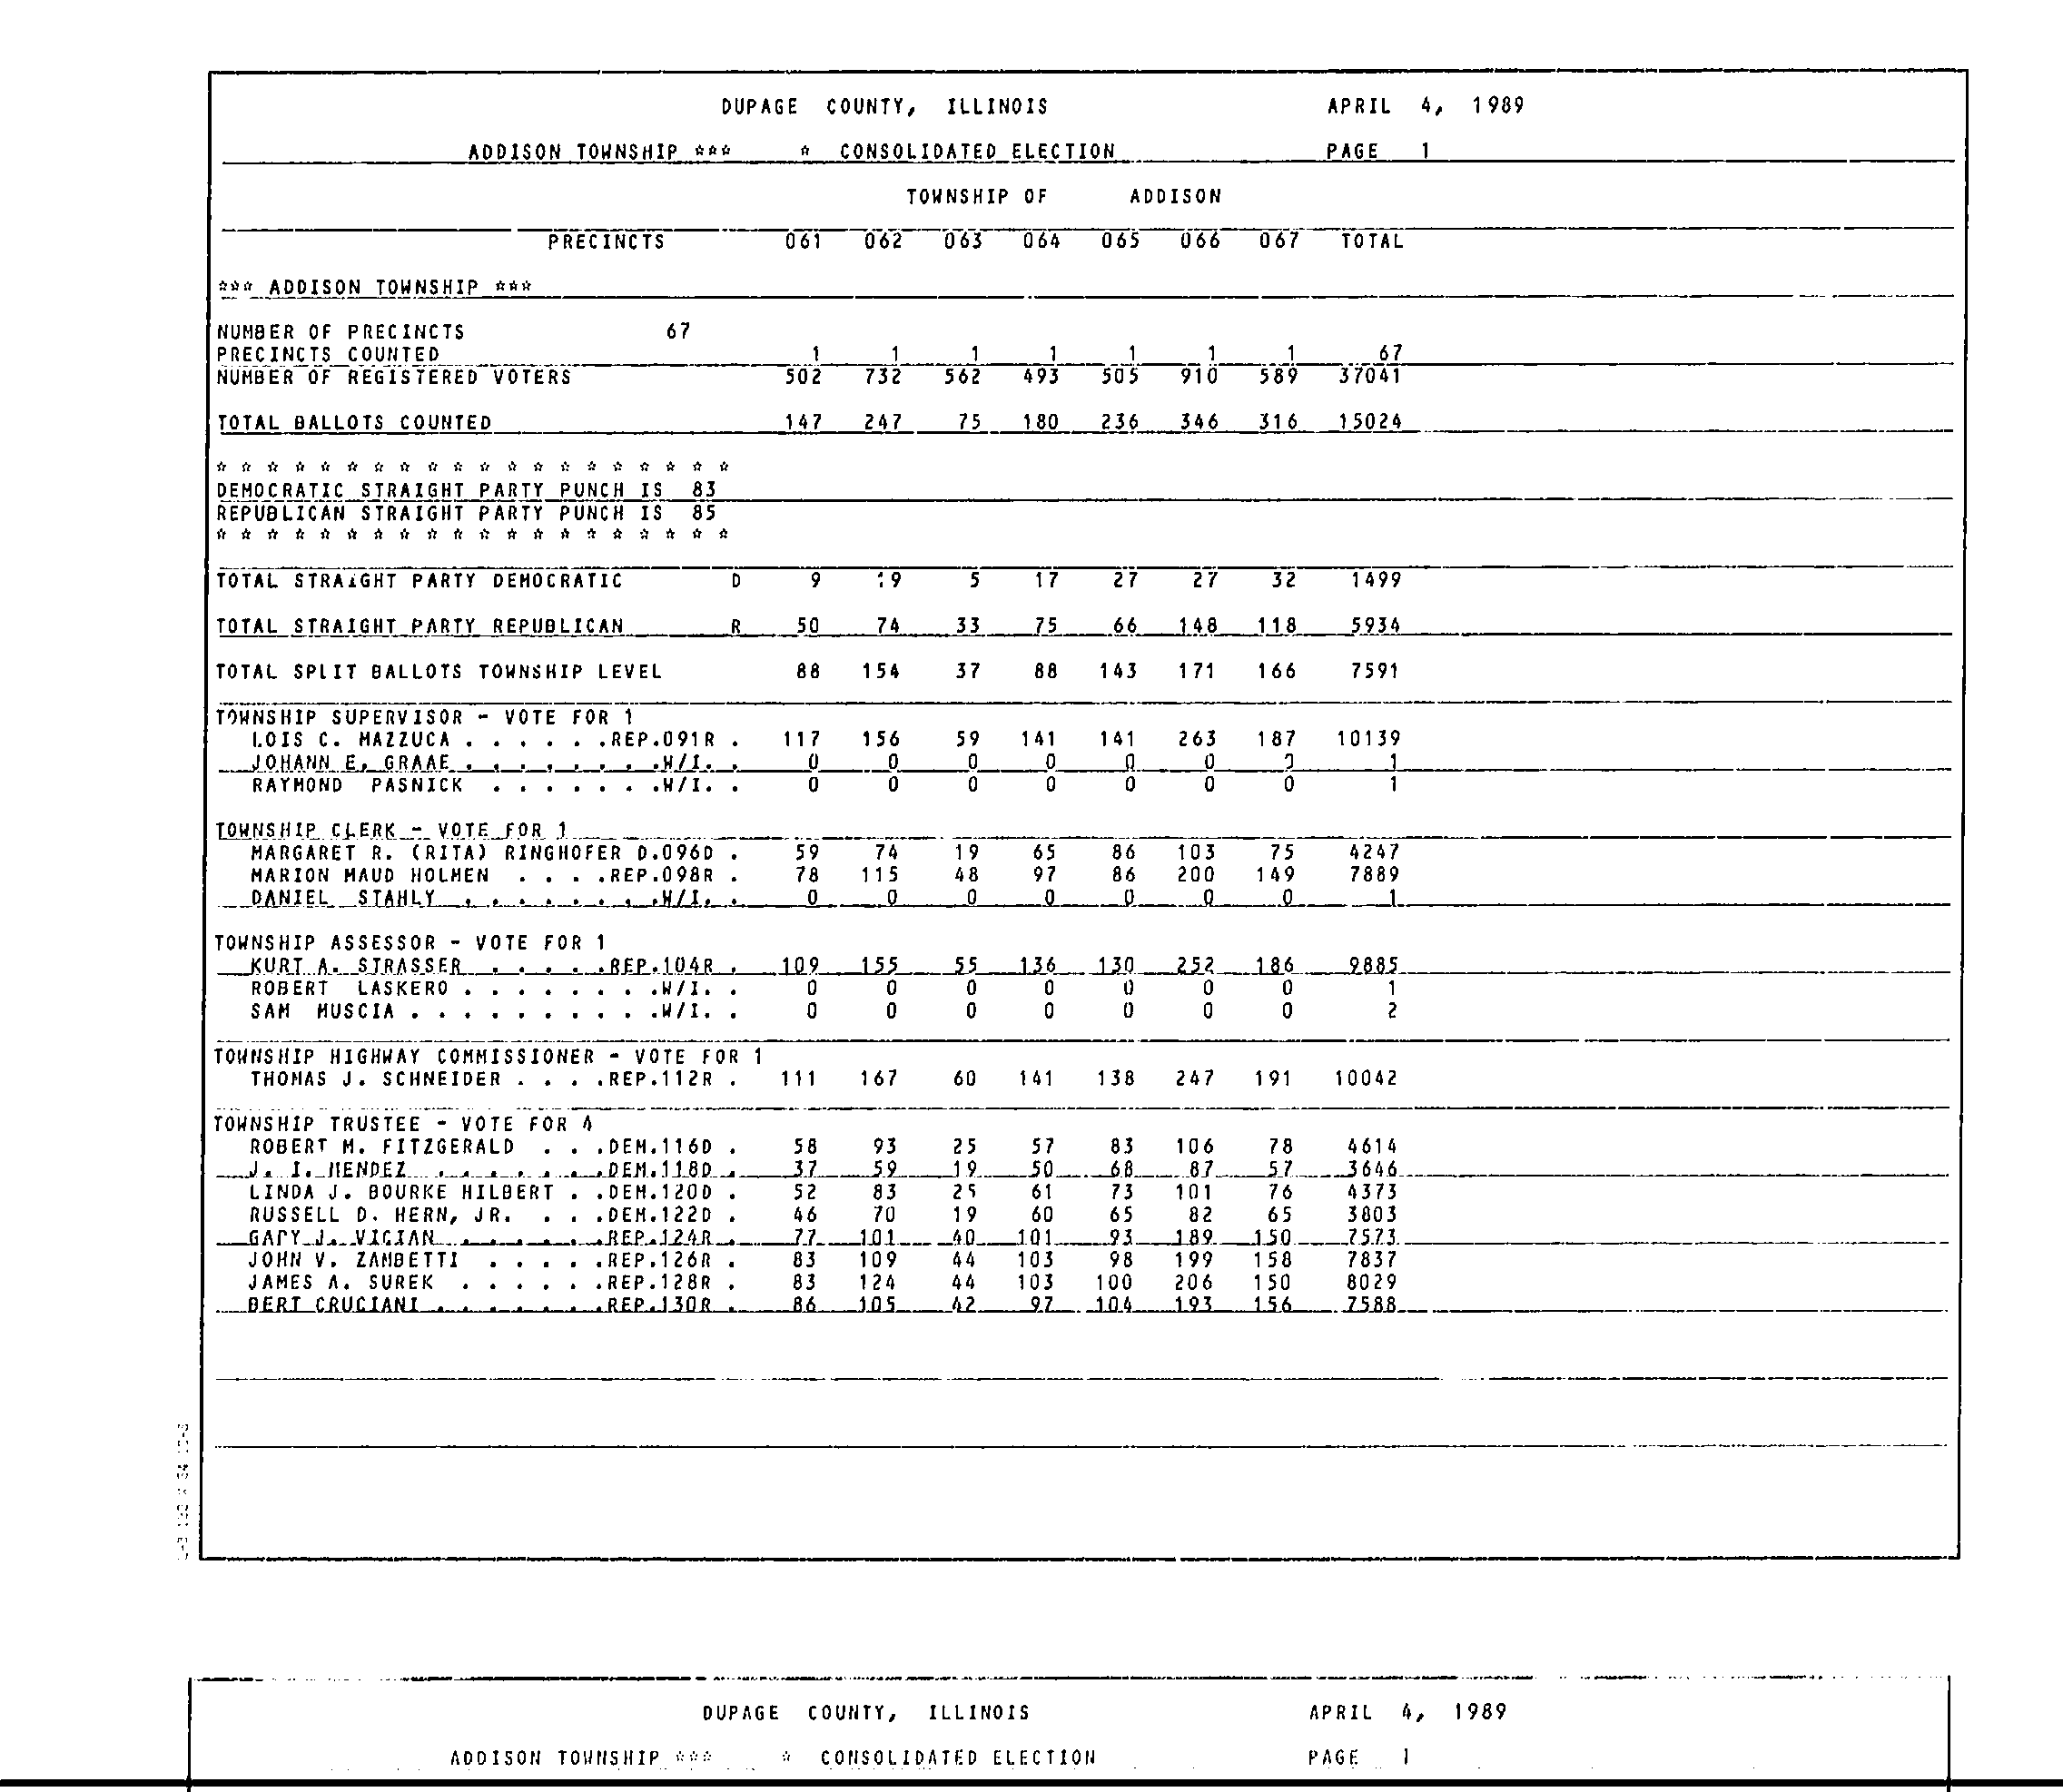 DUPAGE COUNTY, ILLINOIS APRIL 4, 1989
ADDISON TOWNSHIP *** * CONSOLIDATED ELECTION PAGE 1
TOWNSHIP OF ADDISON
PRECINCTS 061 062 063 064 065 066 067 TOTAL
*** ADDISON TOWNSHIP ***
NUMBER OF PRECINCTS 67
PRECINCTS COUNTED 1 1 1 1 1 1 1 67
NUMBER OF REGISTERED VOTERS 502 732 562 493 505 910 589 37041
TOTAL BALLOTS COUNTED 147 247 75 180 236 346 316 15024
* * * * * * * * * * * * * * * * * * * *
DEMOCRATIC STRAIGHT PARTY PUNCH IS 83
REPUBLICAN STRAIGHT PARTY PUNCH IS 85
* * * * * * * * * * * * * * * * * * * *
TOTAL STRAIGHT PARTY DEMOCRATIC D 9 19 5 17 27 27 32 1499
TOTAL STRAIGHT PARTY REPUBLICAN R 50 74 33 75 66 148 118 5934
TOTAL SPLIT BALLOTS TOWNSHIP LEVEL 88 154 37 88 143 171 166 7591
TOWNSHIP SUPERVISOR - VOTE FOR 1
LOIS C. MAZZUCA . . . . . .REP.091R . 117 156 59 141 141 263 187 10139
JOHANN E. GRAAE . . . . . . . .W/I. . 0 0 0 0 0 0 0 1
RAYMOND PASNICK . . . . . . .W/I. . 0 0 0 0 0 0 0 1
TOWNSHIP CLERK - VOTE FOR 1
MARGARET R. (RITA) RINGHOFER D.096D . 59 74 19 65 86 103 75 4247
MARION MAUD HOLMEN . . . .REP.098R . 78 115 48 97 86 200 149 7889
DANIEL STAHLY . . . . . . . .W/I. . 0 0 0 0 0 0 0 1
TOWNSHIP ASSESSOR - VOTE FOR 1
KURT A. STRASSER . . . . .REP.104R . 109 155 55 136 130 252 186 9885
ROBERT LASKERO . . . . . . . .W/I. . 0 0 0 0 0 0 0 1
SAM MUSCIA . . . . . . . . . .W/I. . 0 0 0 0 0 0 0 2
TOWNSHIP HIGHWAY COMMISSIONER - VOTE FOR 1
THOMAS J. SCHNEIDER . . . .REP.112R . 111 167 60 141 138 247 191 10042
TOWNSHIP TRUSTEE - VOTE FOR 4
ROBERT M. FITZGERALD . . .DEM.116D . 58 93 25 57 83 106 78 4614
J. I. MENDEZ . . . . . . .DEM.118D . 37 59 19 50 68 87 57 3646
LINDA J. BOURKE HILBERT . .DEM.120D . 52 83 25 61 73 101 76 4373
RUSSELL D. HERN, JR. . . .DEM.122D . 46 70 19 60 65 82 65 3803
GARY J. VICIAN . . . . . .REP.124R . 77 101 40 101 93 189 150 7573
JOHN V. ZAMBETTI . . . . .REP.126R . 83 109 44 103 98 199 158 7837
JAMES A. SUREK . . . . . .REP.128R . 83 124 44 103 100 206 150 8029
BERT CRUCIANI . . . . . . .REP.130R . 86 105 42 97 104 193 156 7588
DUPAGE COUNTY, ILLINOIS APRIL 4, 1989
ADDISON TOWNSHIP *** * CONSOLIDATED ELECTION PAGE 1